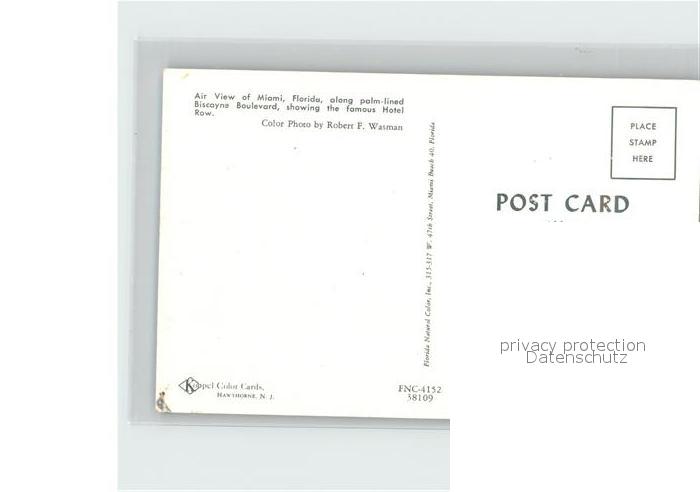 Air View of Miami, Florida, along palm-lined
Biscayne Boulevard, showing the famous Hotel
Row.
Color Photo by Robert F. Wasman
Florida Natural Color, Inc., 315-317 W. 47th Street, Miami Beach 40, Florida
PLACE
STAMP
HERE
POST CARD
privacy protection
Datenschutz
Koppel Color Cards,
HAWTHORNE, N. J.
FNC-4152
38109